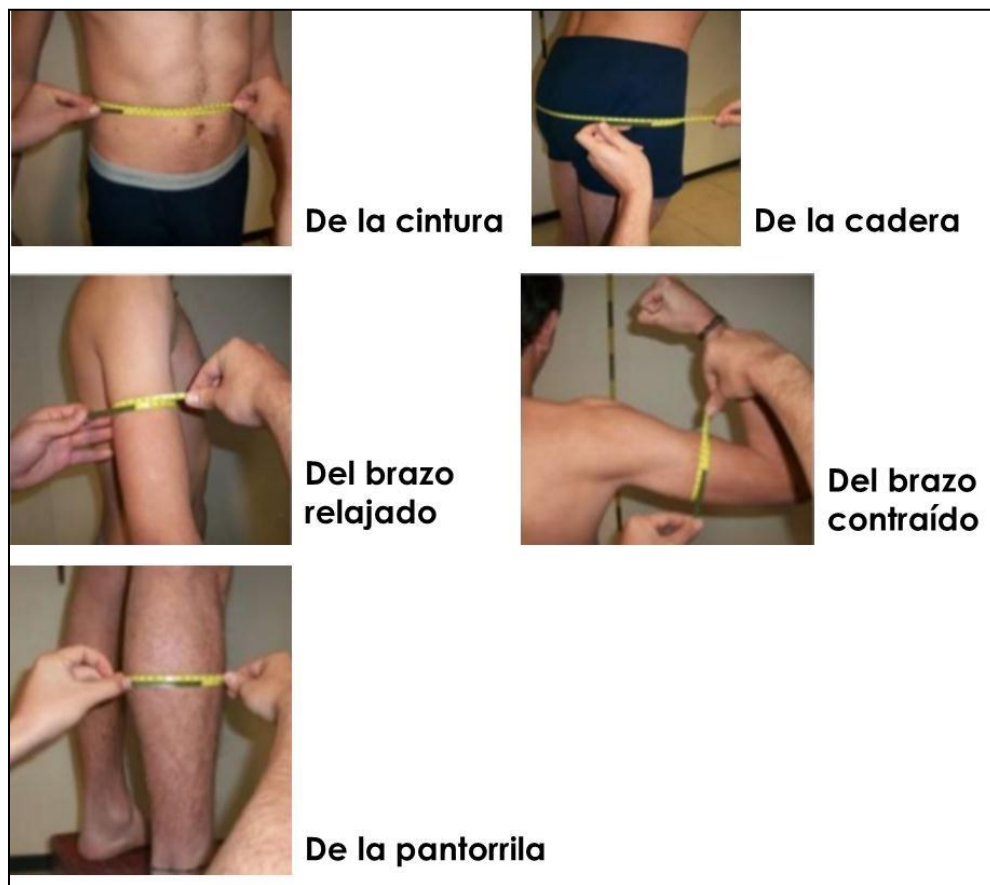 De la cintura
De la cadera
Del brazo
relajado
Del brazo
contraído
De la pantorrila